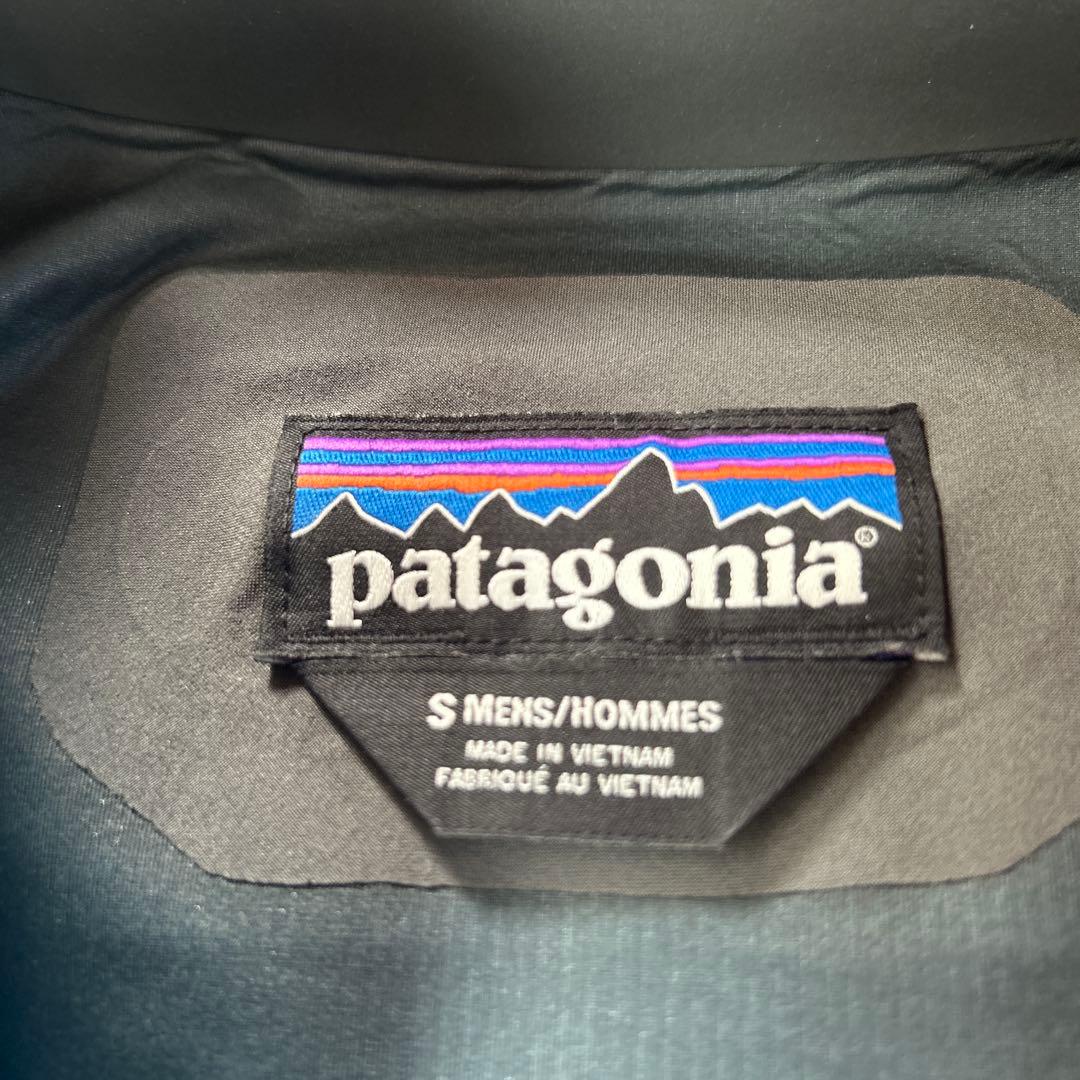 patagonia®
S MENS/HOMMES
MADE IN VIETNAM
FABRIQUÉ AU VIETNAM